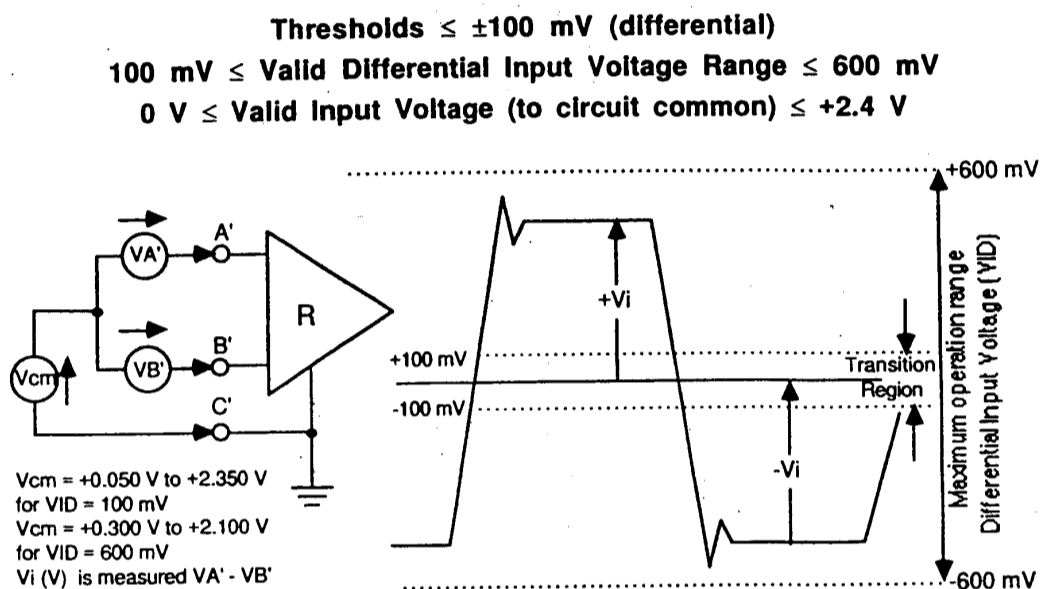 Thresholds ≤ ±100 mV (differential)
100 mV ≤ Valid Differential Input Voltage Range ≤ 600 mV
0 V ≤ Valid Input Voltage (to circuit common) ≤ +2.4 V
+600 mV
A'
VA'
R
B'
VB'
Vcm
C'
+Vi
+100 mV
-100 mV
Transition
Region
-Vi
Maximum operation range
Differential Input Voltage (VID)
-600 mV
Vcm = +0.050 V to +2.350 V
for VID = 100 mV
Vcm = +0.300 V to +2.100 V
for VID = 600 mV
Vi (V) is measured VA' - VB'